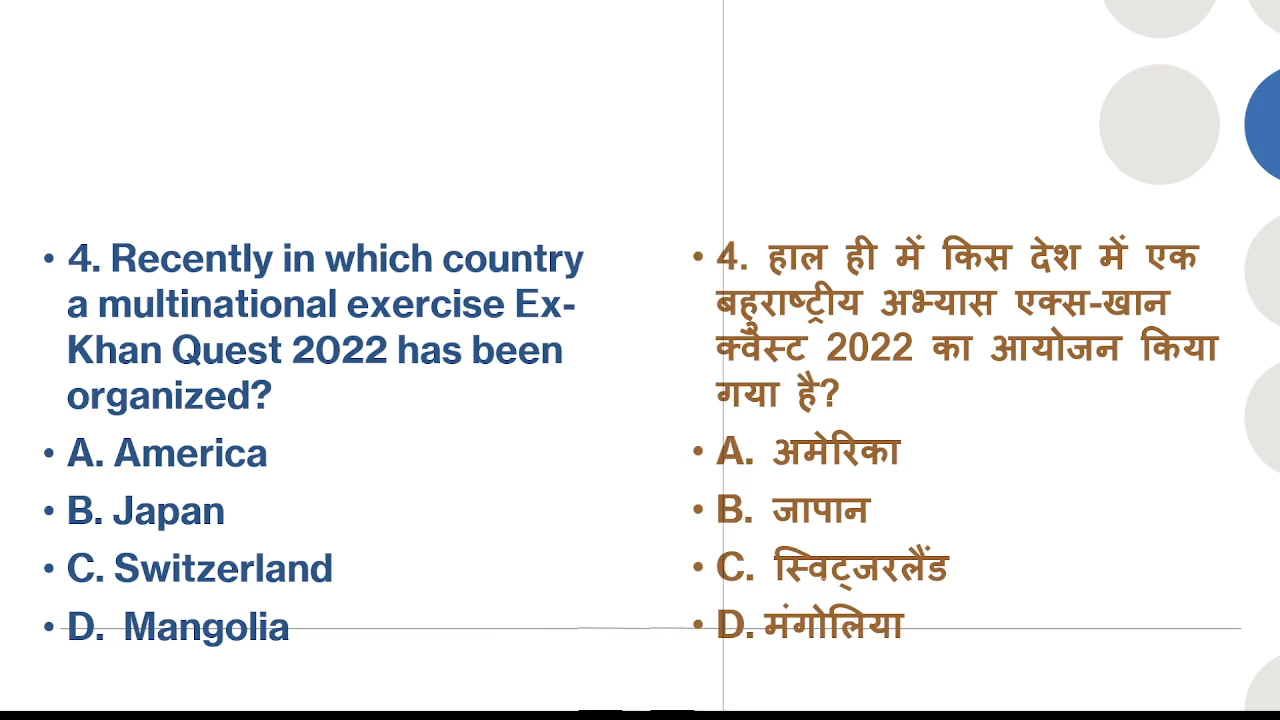 • 4. Recently in which country
a multinational exercise Ex-
Khan Quest 2022 has been
organized?
• A. America
• B. Japan
• C. Switzerland
• D. Mangolia
• 4. हाल ही में किस देश में एक
बहुराष्ट्रीय अभ्यास एक्स-खान
क्वेस्ट 2022 का आयोजन किया
गया है?
• A. अमेरिका
• B. जापान
• C. स्विट्जरलैंड
• D. मंगोलिया